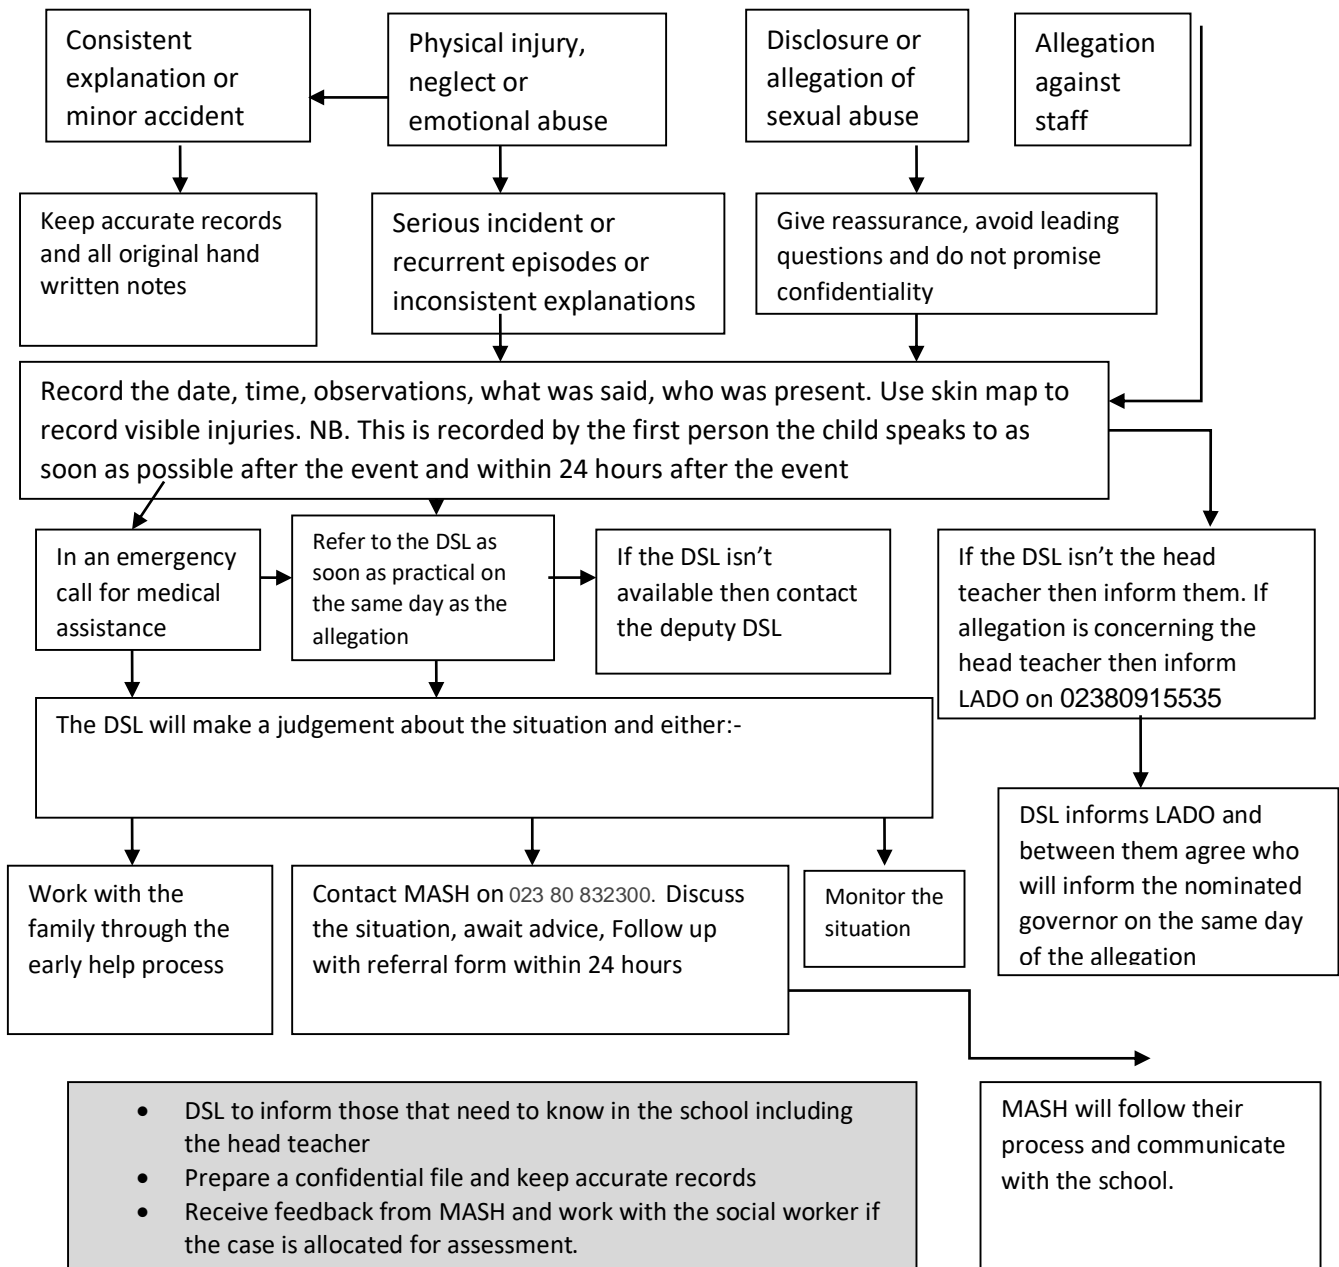 Consistent
explanation or
minor accident
Physical injury,
neglect or
emotional abuse
Disclosure or
allegation of
sexual abuse
Allegation
against
staff
Keep accurate records
and all original hand
written notes
Serious incident or
recurrent episodes or
inconsistent explanations
Give reassurance, avoid leading
questions and do not promise
confidentiality
Record the date, time, observations, what was said, who was present. Use skin map to
record visible injuries. NB. This is recorded by the first person the child speaks to as
soon as possible after the event and within 24 hours after the event
In an emergency
call for medical
assistance
Refer to the DSL as
soon as practical on
the same day as the
allegation
If the DSL isn’t
available then contact
the deputy DSL
If the DSL isn’t the head
teacher then inform them. If
allegation is concerning the
head teacher then inform
LADO on 02380915535
The DSL will make a judgement about the situation and either:-
DSL informs LADO and
between them agree who
will inform the nominated
governor on the same day
of the allegation
Work with the
family through the
early help process
Contact MASH on 023 80 832300. Discuss
the situation, await advice, Follow up
with referral form within 24 hours
Monitor the
situation
• DSL to inform those that need to know in the school including
the head teacher
• Prepare a confidential file and keep accurate records
• Receive feedback from MASH and work with the social worker if
the case is allocated for assessment.
MASH will follow their
process and communicate
with the school.